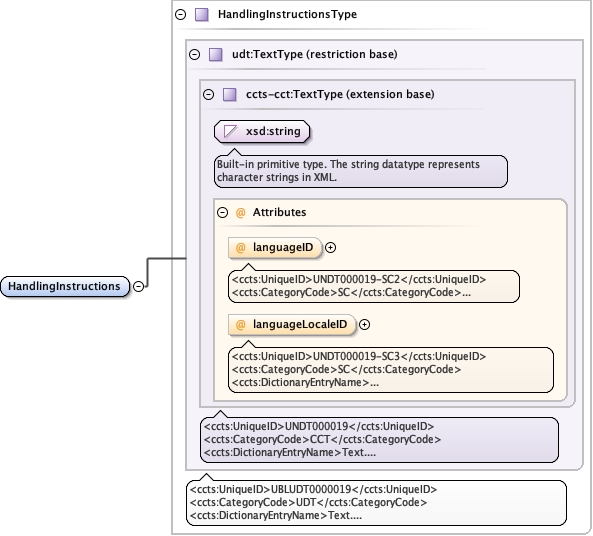 HandlingInstructionsType
udt:TextType (restriction base)
ccts-cct:TextType (extension base)
xsd:string
Built-in primitive type. The string datatype represents
character strings in XML.
@ Attributes
@ languageID
<ccts:UniqueID>UNDT000019-SC2</ccts:UniqueID>
<ccts:CategoryCode>SC</ccts:CategoryCode>...
HandlingInstructions
@ languageLocaleID
<ccts:UniqueID>UNDT000019-SC3</ccts:UniqueID>
<ccts:CategoryCode>SC</ccts:CategoryCode>
<ccts:DictionaryEntryName>...
<ccts:UniqueID>UNDT000019</ccts:UniqueID>
<ccts:CategoryCode>CCT</ccts:CategoryCode>
<ccts:DictionaryEntryName>Text....
<ccts:UniqueID>UBLUDT0000019</ccts:UniqueID>
<ccts:CategoryCode>UDT</ccts:CategoryCode>
<ccts:DictionaryEntryName>Text....